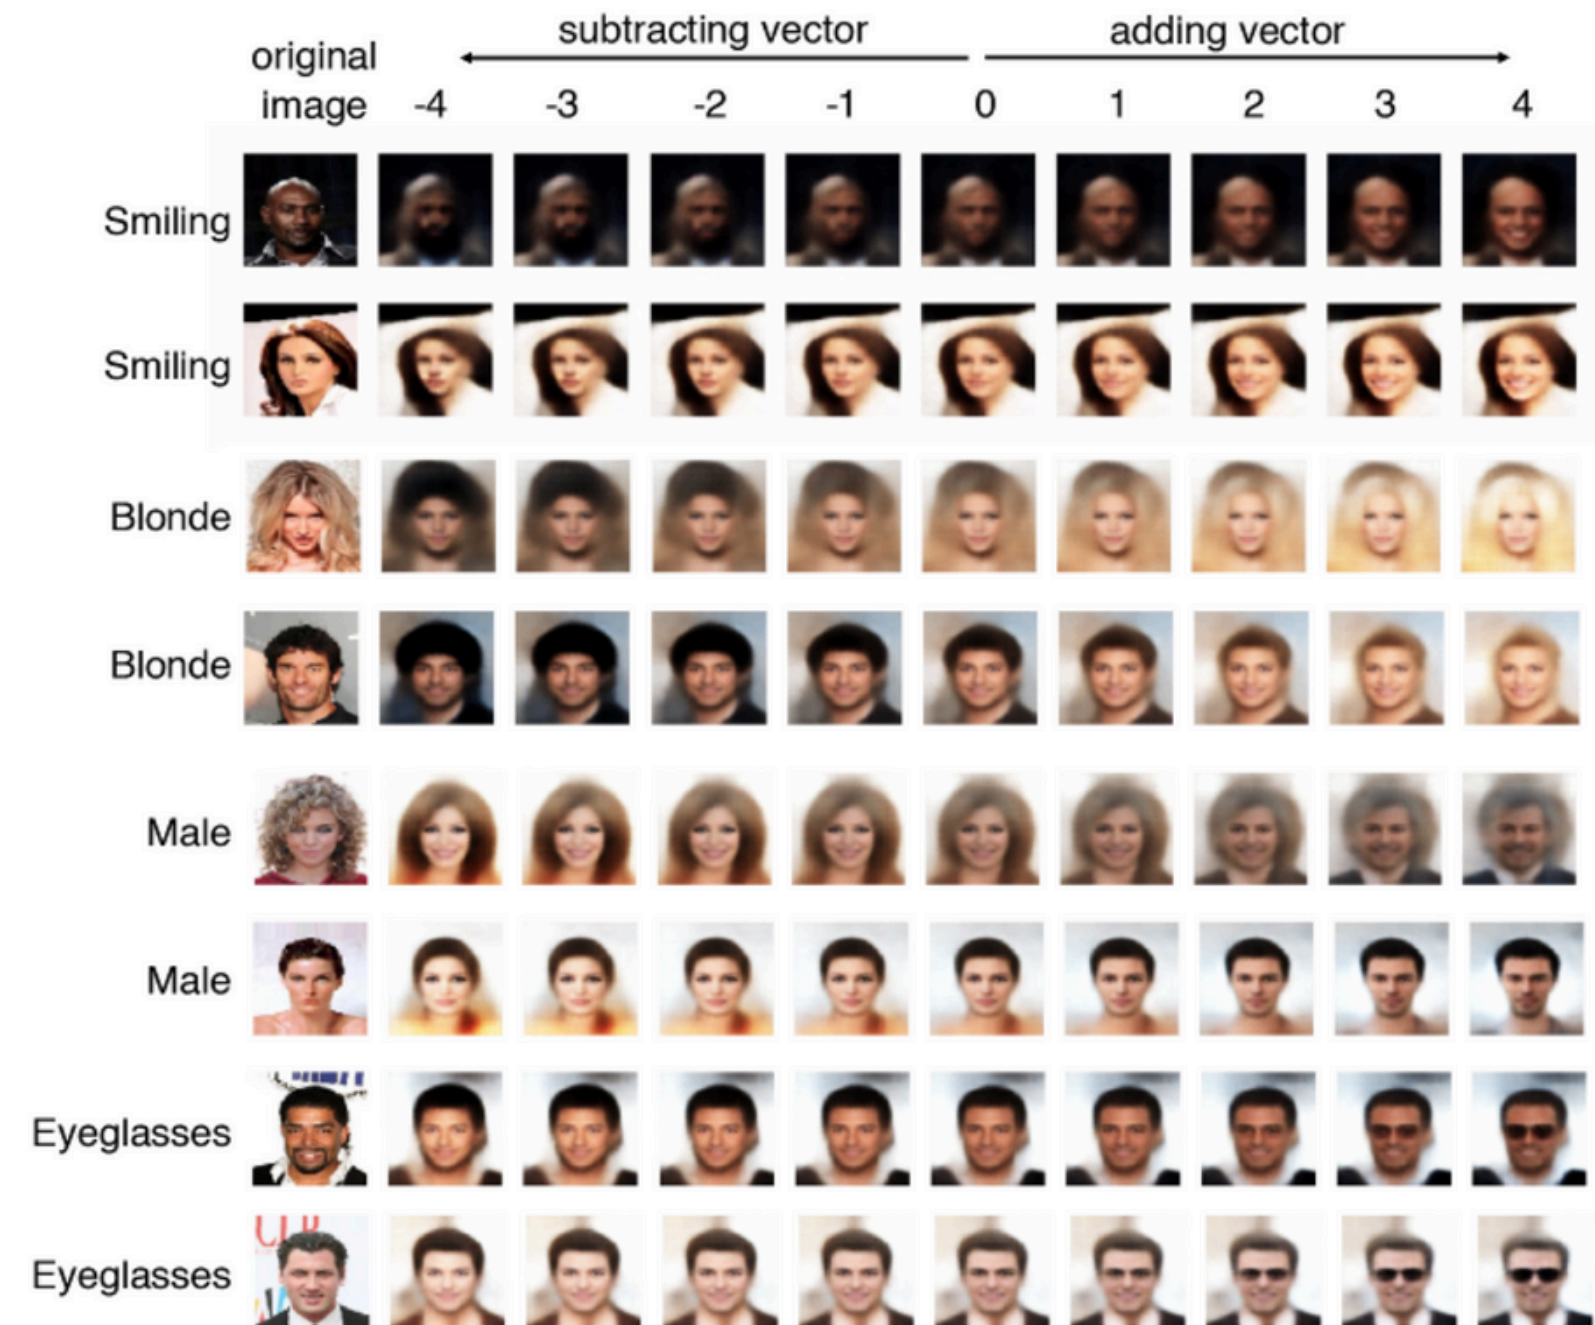 subtracting vector adding vector
original
image -4 -3 -2 -1 0 1 2 3 4
Smiling
Smiling
Blonde
Blonde
Male
Male
Eyeglasses
Eyeglasses